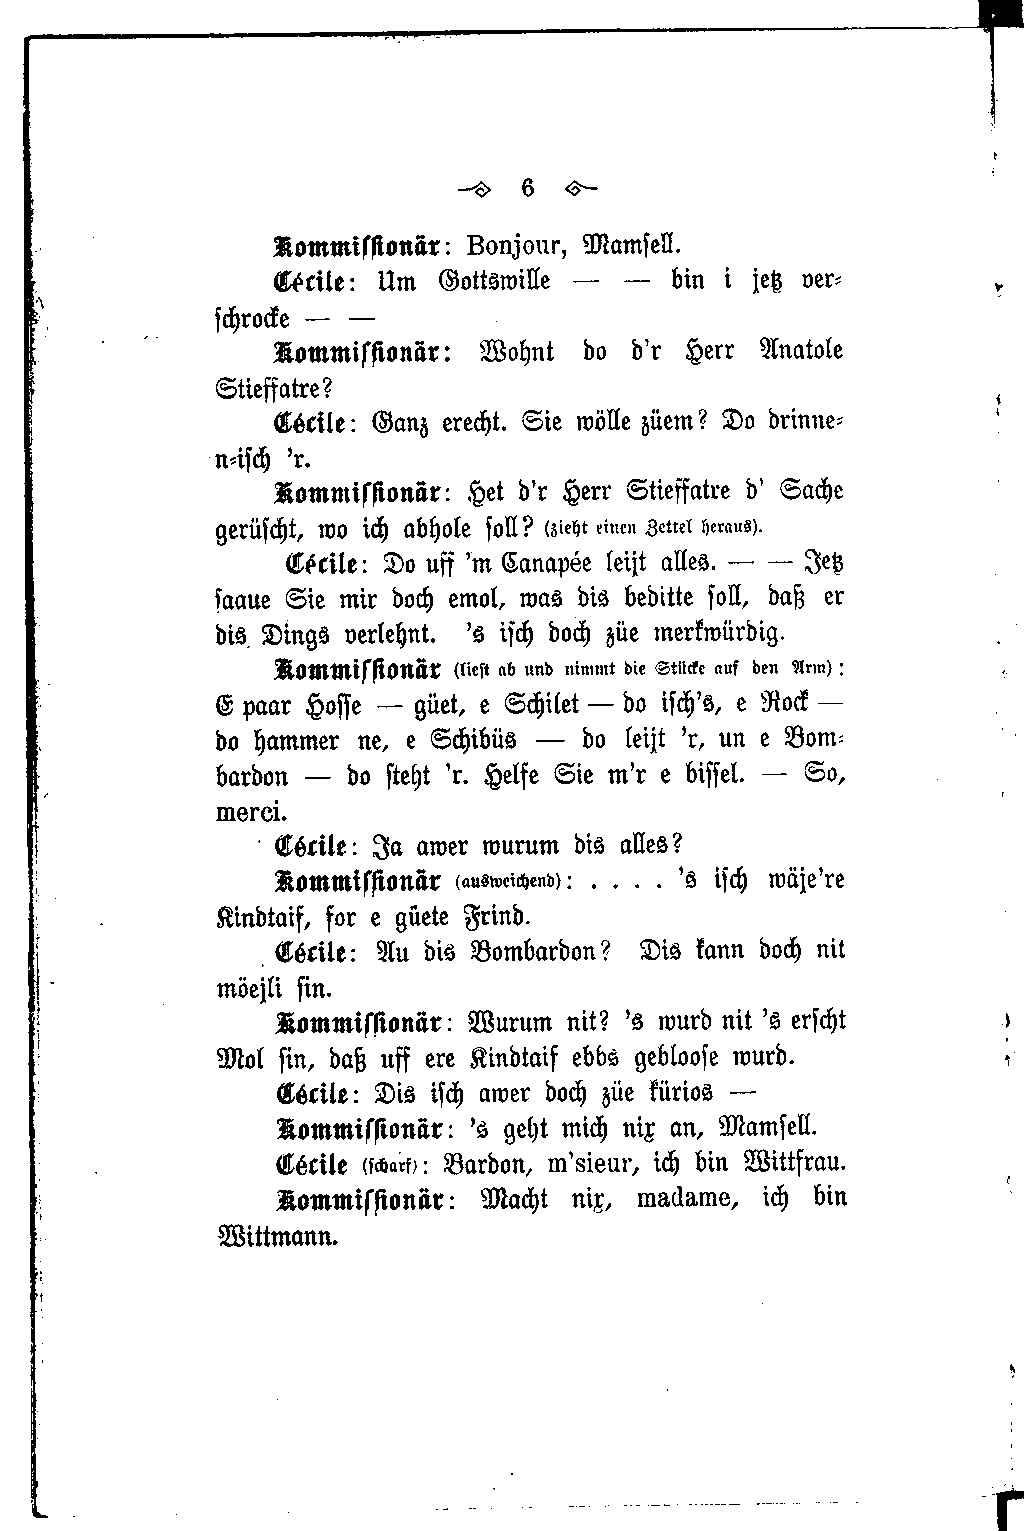 6
Kommissionär: Bonjour, Mamsell.
Cécile: Um Gottswille — — bin i jetz ver-
schrocke — —
Kommissionär: Wohnt do d'r Herr Anatole
Stieffatre?
Cécile: Ganz erecht. Sie wölle züem? Do drinne-
n-isch 'r.
Kommissionär: Het d'r Herr Stieffatre d' Sache
gerüscht, wo ich abhole soll? (zieht einen Zettel heraus).
Cécile: Do uff 'm Canapée leijt alles. — — Jetz
saaue Sie mir doch emol, was dis beditte soll, daß er
dis Dings verlehnt. 's isch doch züe merkwürdig.
Kommissionär (liest ab und nimmt die Stücke auf den Arm):
E paar Hosse — güet, e Schilet — do isch's, e Rock —
do hammer ne, e Schibüs — do leijt 'r, un e Bom-
bardon — do steht 'r. Helfe Sie m'r e bissel. — So,
merci.
Cécile: Ja awer wurum dis alles?
Kommissionär (ausweichend): . . . . 's isch wäje're
Kindtaif, for e güete Frind.
Cécile: Au dis Bombardon? Dis kann doch nit
möejli sin.
Kommissionär: Wurum nit? 's wurd nit 's erscht
Mol sin, daß uff ere Kindtaif ebbs gebloose wurd.
Cécile: Dis isch awer doch züe kürios —
Kommissionär: 's geht mich nix an, Mamsell.
Cécile (scharf): Bardon, m'sieur, ich bin Wittfrau.
Kommissionär: Macht nix, madame, ich bin
Wittmann.